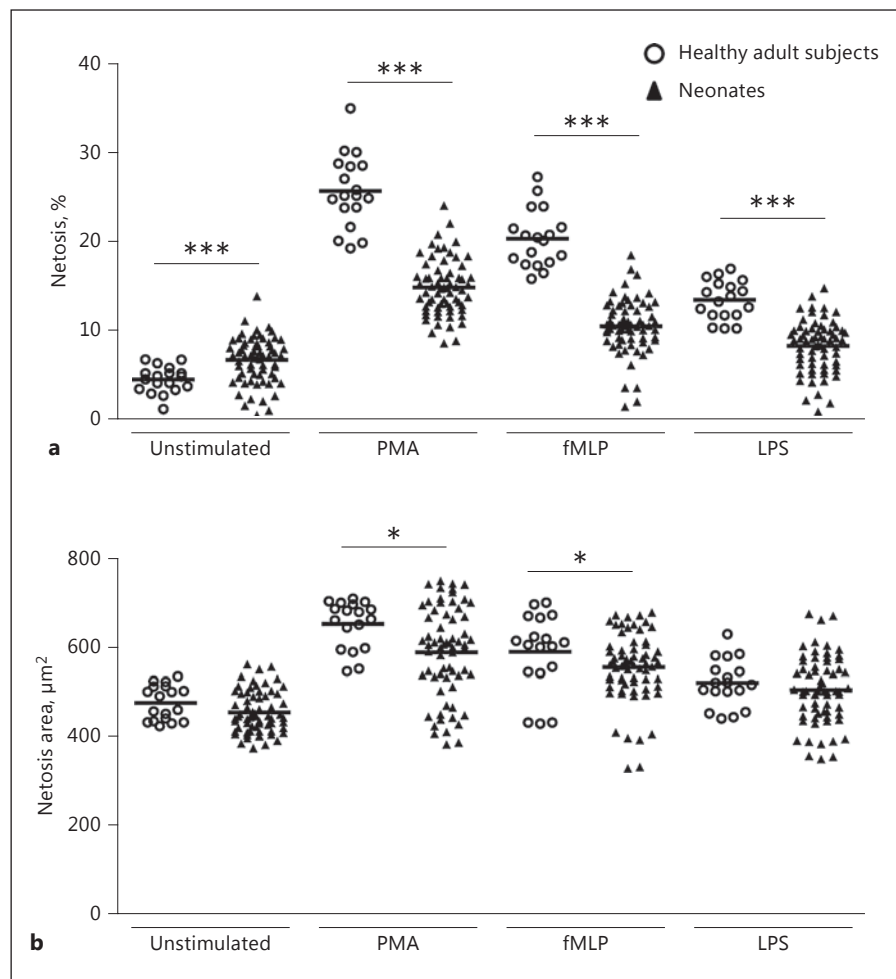 Healthy adult subjects
Neonates
Netosis, %
40
30
20
10
0
***
***
***
***
a
Unstimulated PMA fMLP LPS
Netosis area, µm²
800
600
400
200
0
*
*
b
Unstimulated PMA fMLP LPS